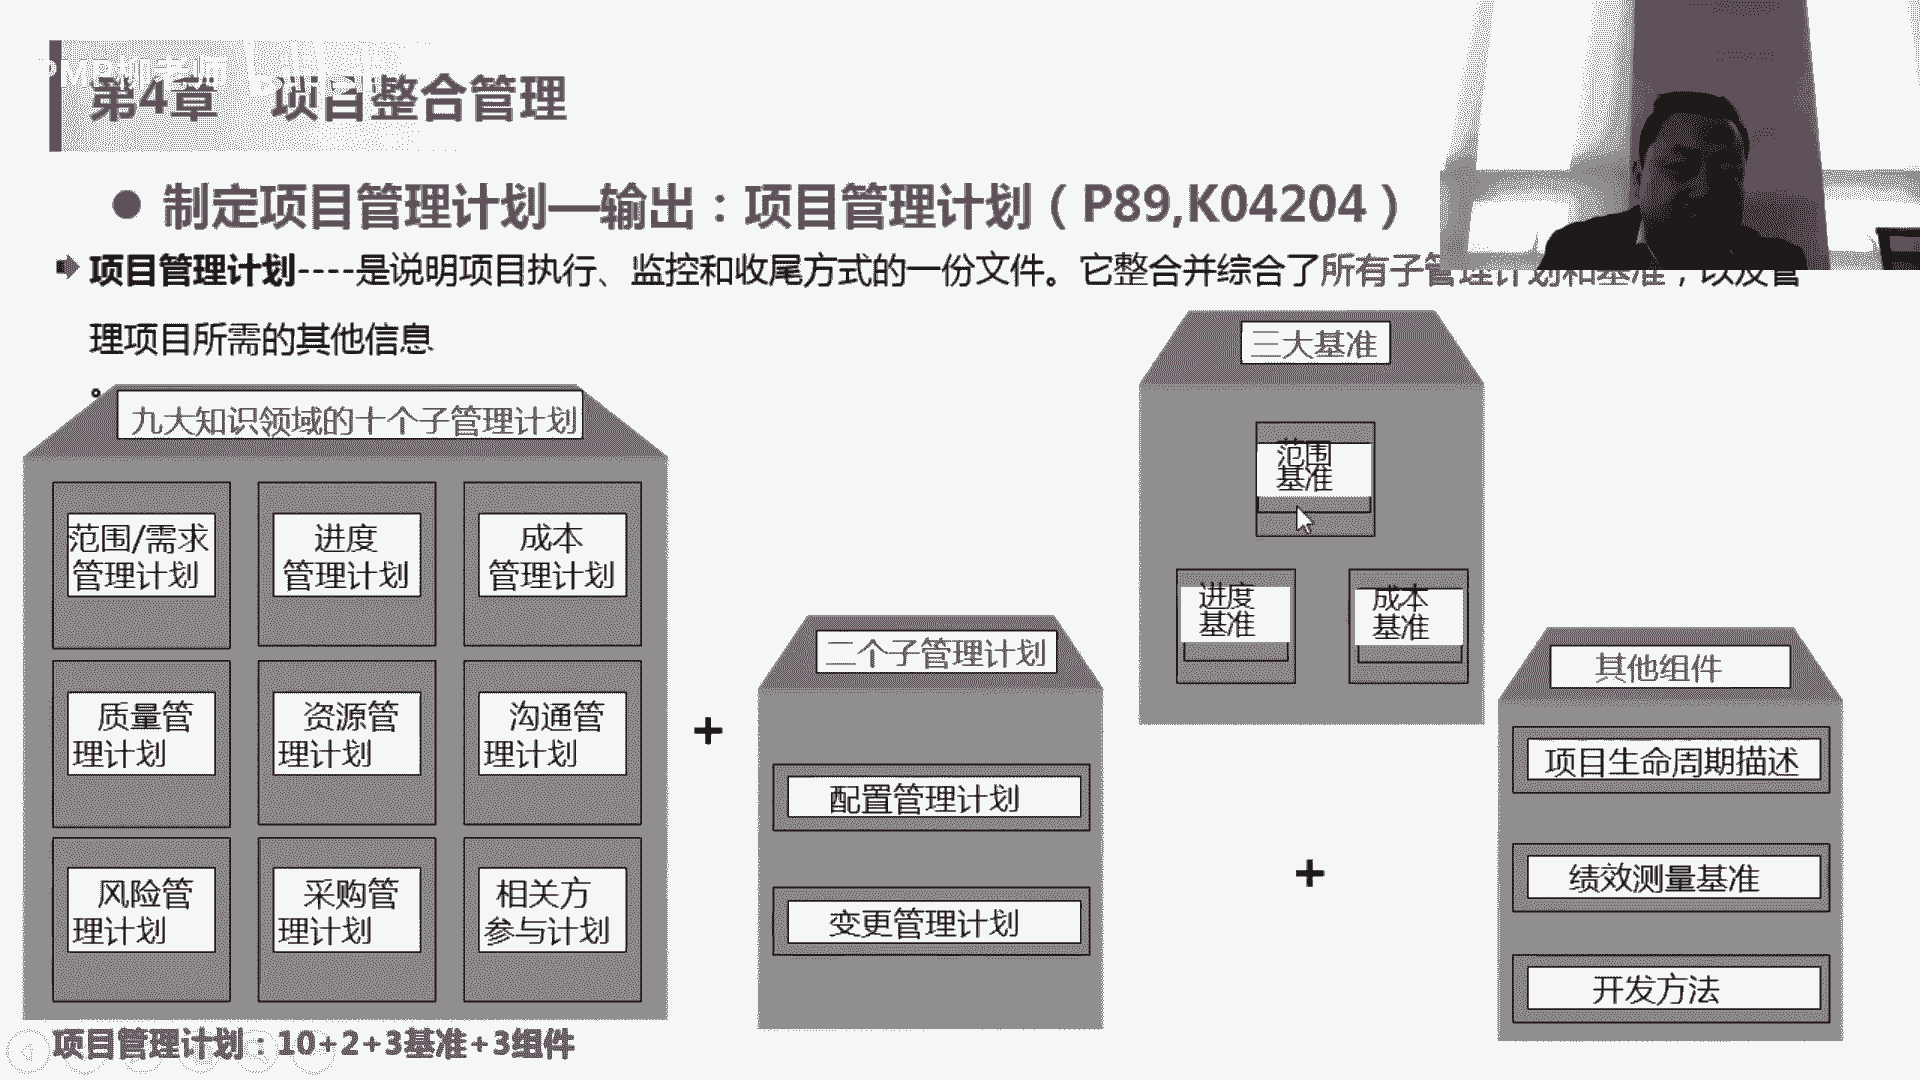 PMP柳老师
第4章 项目整合管理
● 制定项目管理计划—输出：项目管理计划（P89,K04204）
项目管理计划----是说明项目执行、监控和收尾方式的一份文件。它整合并综合了所有子管理计划和基准，以及管
理项目所需的其他信息
。
三大基准
范围
基准
进度
基准
成本
基准
九大知识领域的十个子管理计划
范围/需求
管理计划
进度
管理计划
成本
管理计划
质量管
理计划
资源管
理计划
沟通管
理计划
风险管
理计划
采购管
理计划
相关方
参与计划
+
二个子管理计划
配置管理计划
变更管理计划
+
其他组件
项目生命周期描述
绩效测量基准
开发方法
项目管理计划：10+2+3基准+3组件